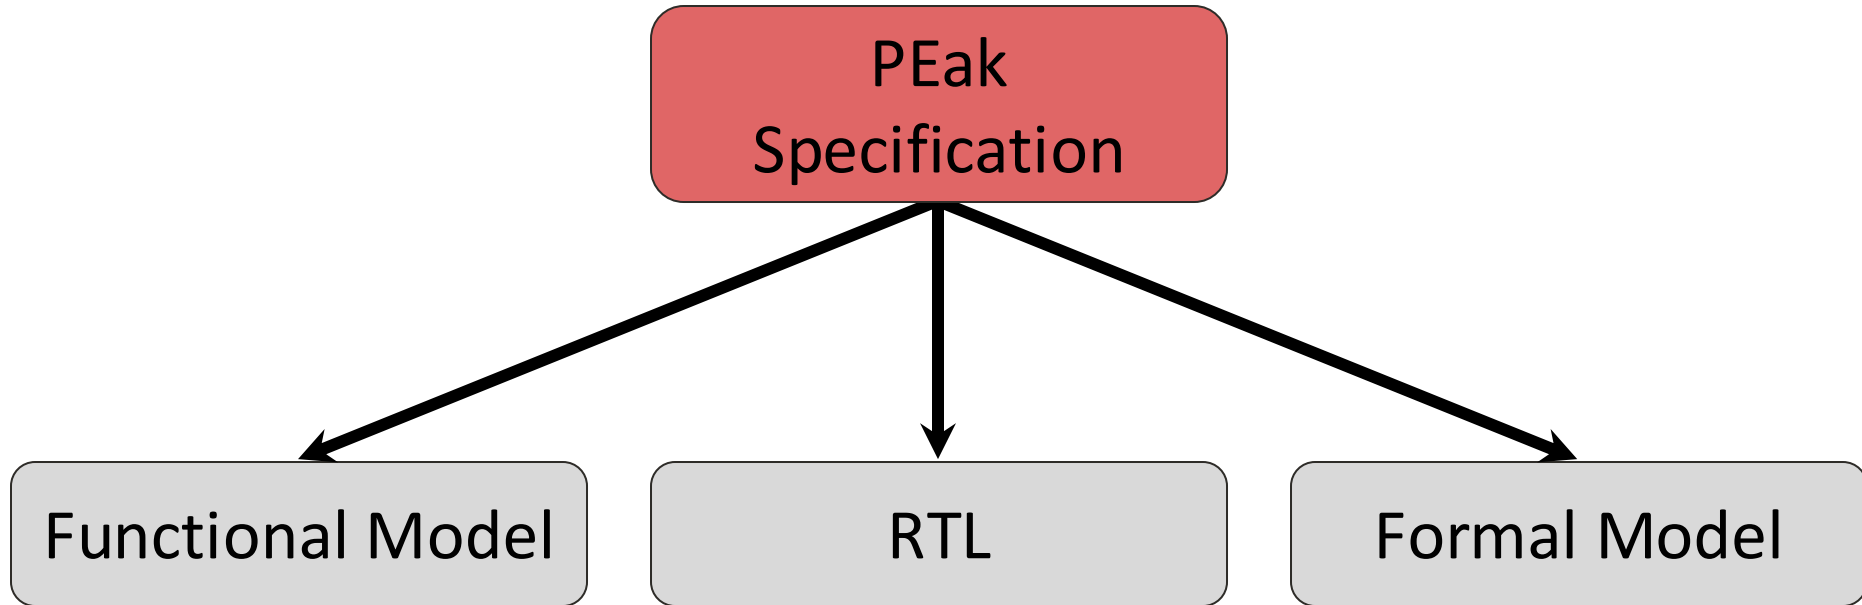 PEak
Specification
Functional Model
RTL
Formal Model